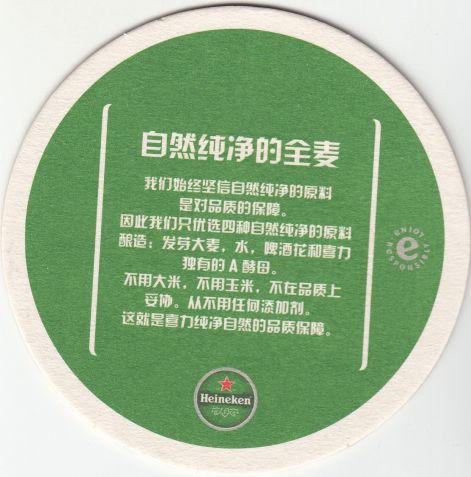 自然纯净的全麦
我们始终坚信自然纯净的原料
是对品质的保障。
因此我们只优选四种自然纯净的原料
酿造：发芽大麦，水，啤酒花和喜力
独有的 A 酵母。
不用大米，不用玉米，不在品质上
妥协。从不用任何添加剂。
这就是喜力纯净自然的品质保障。
ENJOY
e
RESPONSIBLY
Heineken